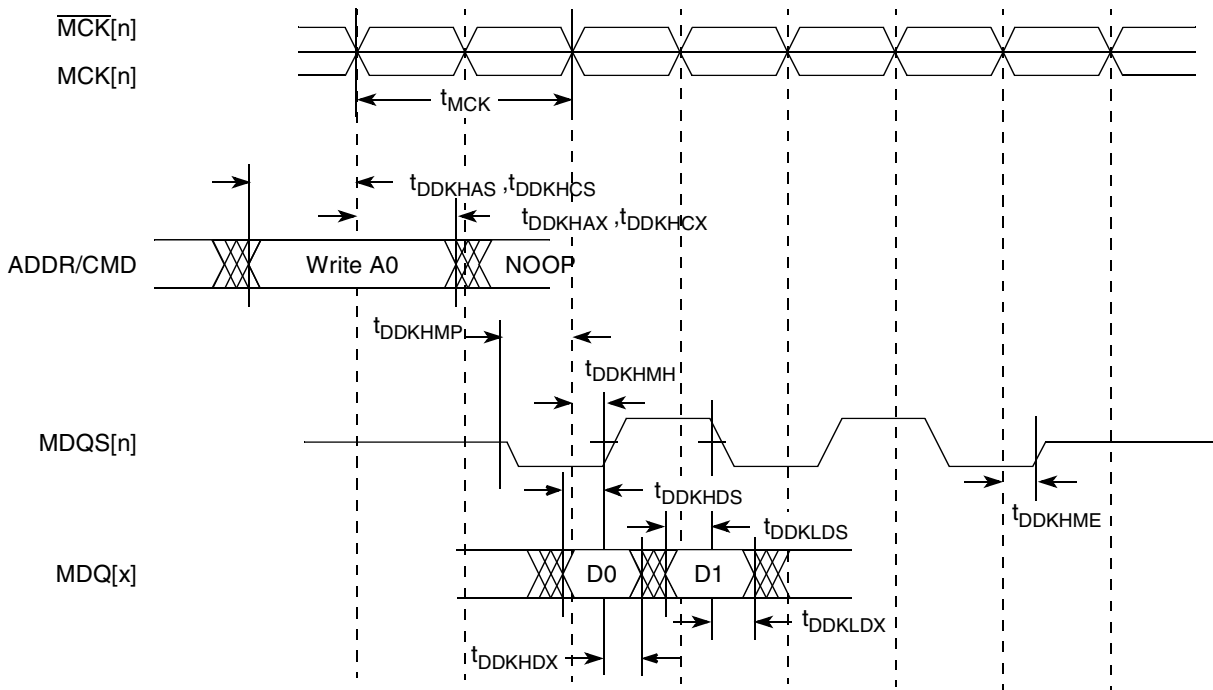 MCK[n]
MCK[n]
tMCK
tDDKHAS ,tDDKHCS
tDDKHAX ,tDDKHCX
ADDR/CMD
Write A0
NOOP
tDDKHMP
tDDKHMH
MDQS[n]
tDDKHDS
tDDKHME
tDDKLDS
MDQ[x]
D0
D1
tDDKLDX
tDDKHDX